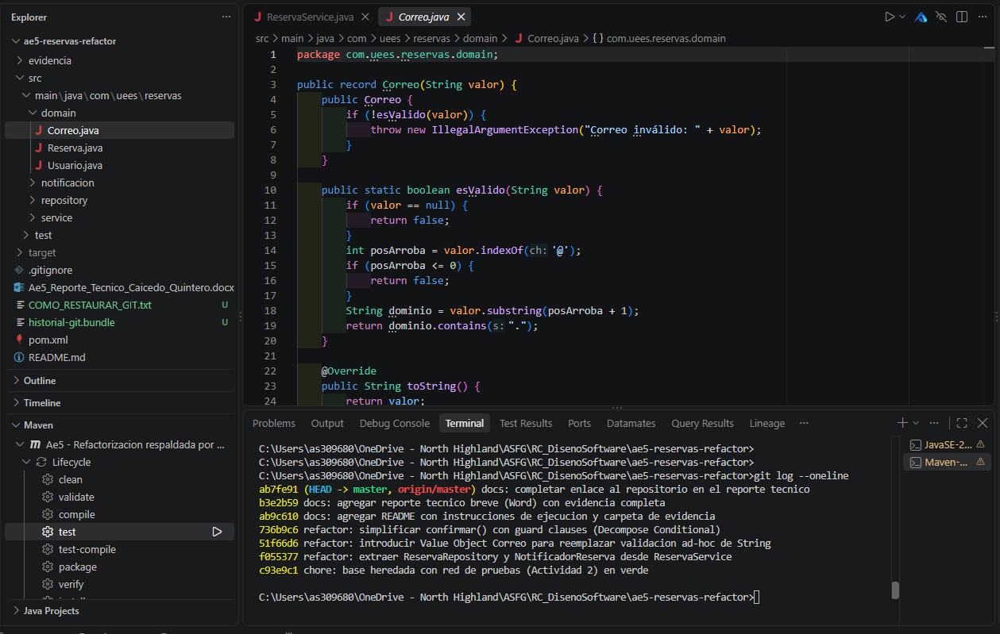 Explorer
ae5-reservas-refactor
evidencia
src
main\java\com\uees\reservas
domain
Correo.java
Reserva.java
Usuario.java
notificacion
repository
service
test
target
.gitignore
Ae5_Reporte_Tecnico_Caicedo_Quintero.docx
COMO_RESTAURAR_GIT.txt U
historial-git.bundle U
pom.xml
README.md
Outline
Timeline
Maven
Ae5 - Refactorizacion respaldada por ...
Lifecycle
clean
validate
compile
test
test-compile
package
verify
Java Projects
ReservaService.java
Correo.java
src > main > java > com > uees > reservas > domain > Correo.java > {} com.uees.reservas.domain
1 package com.uees.reservas.domain;
2
3 public record Correo(String valor) {
4 public Correo {
5 if (!esValido(valor)) {
6 throw new IllegalArgumentException("Correo inválido: " + valor);
7 }
8 }
9
10 public static boolean esValido(String valor) {
11 if (valor == null) {
12 return false;
13 }
14 int posArroba = valor.indexOf(ch: '@');
15 if (posArroba <= 0) {
16 return false;
17 }
18 String dominio = valor.substring(posArroba + 1);
19 return dominio.contains(s: ".");
20 }
21
22 @Override
23 public String toString() {
24 return valor;
Problems Output Debug Console Terminal Test Results Ports Datamates Query Results Lineage ...
C:\Users\as309680\OneDrive - North Highland\ASFG\RC_DisenoSoftware\ae5-reservas-refactor>
C:\Users\as309680\OneDrive - North Highland\ASFG\RC_DisenoSoftware\ae5-reservas-refactor>
C:\Users\as309680\OneDrive - North Highland\ASFG\RC_DisenoSoftware\ae5-reservas-refactor>git log --oneline
ab7fe91 (HEAD -> master, origin/master) docs: completar enlace al repositorio en el reporte tecnico
b3e2b59 docs: agregar reporte tecnico breve (Word) con evidencia completa
ab9c610 docs: agregar README con instrucciones de ejecucion y carpeta de evidencia
736b9c6 refactor: simplificar confirmar() con guard clauses (Decompose Conditional)
51f66d6 refactor: introducir Value Object Correo para reemplazar validacion ad-hoc de String
f055377 refactor: extraer ReservaRepository y NotificadorReserva desde ReservaService
c93e9c1 chore: base heredada con red de pruebas (Actividad 2) en verde
C:\Users\as309680\OneDrive - North Highland\ASFG\RC_DisenoSoftware\ae5-reservas-refactor>
JavaSE-2...
Maven-...